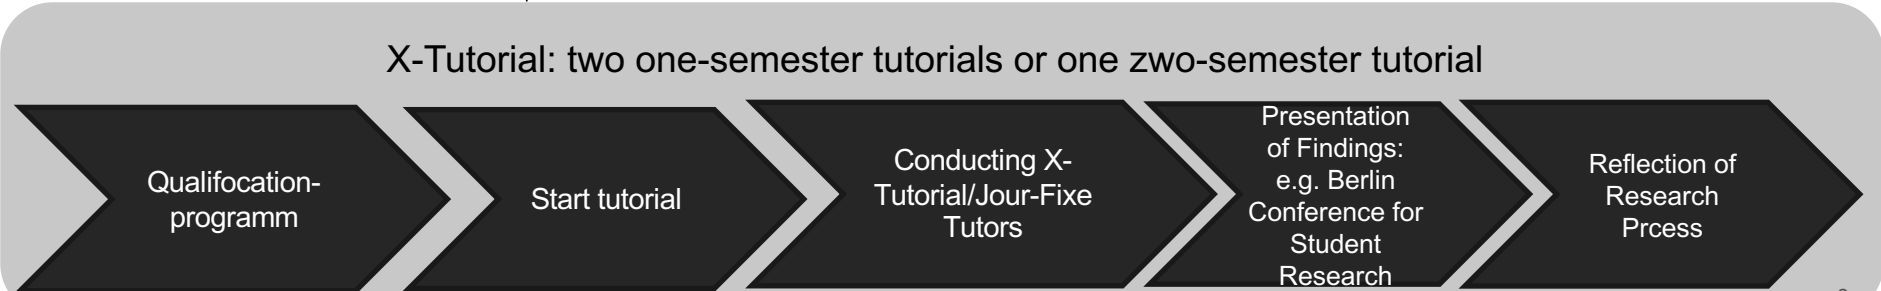 X-Tutorial: two one-semester tutorials or one zwo-semester tutorial
Qualifocation-
programm
Start tutorial
Conducting X-
Tutorial/Jour-Fixe
Tutors
Presentation
of Findings:
e.g. Berlin
Conference for
Student
Research
Reflection of
Research
Prcess